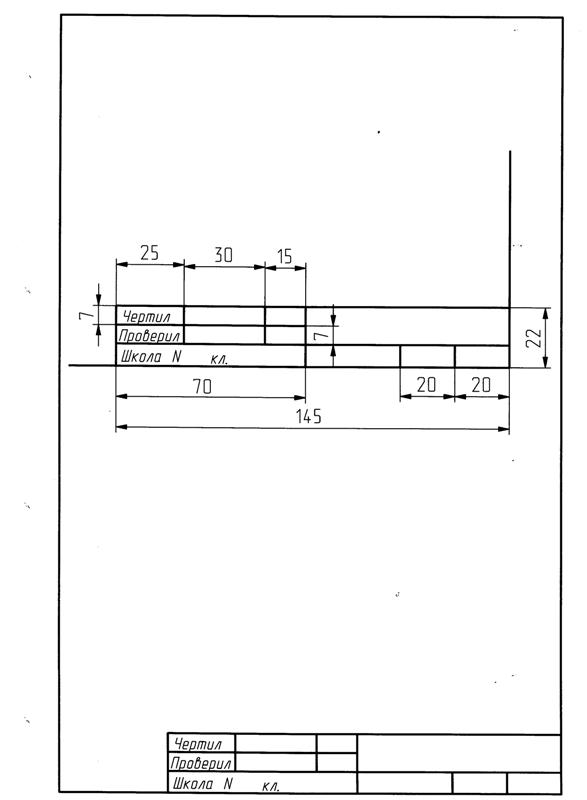 25 30 15
7
Чертил
Проверил
7
22
Школа N кл.
70
20 20
145
Чертил
Проверил
Школа N кл.